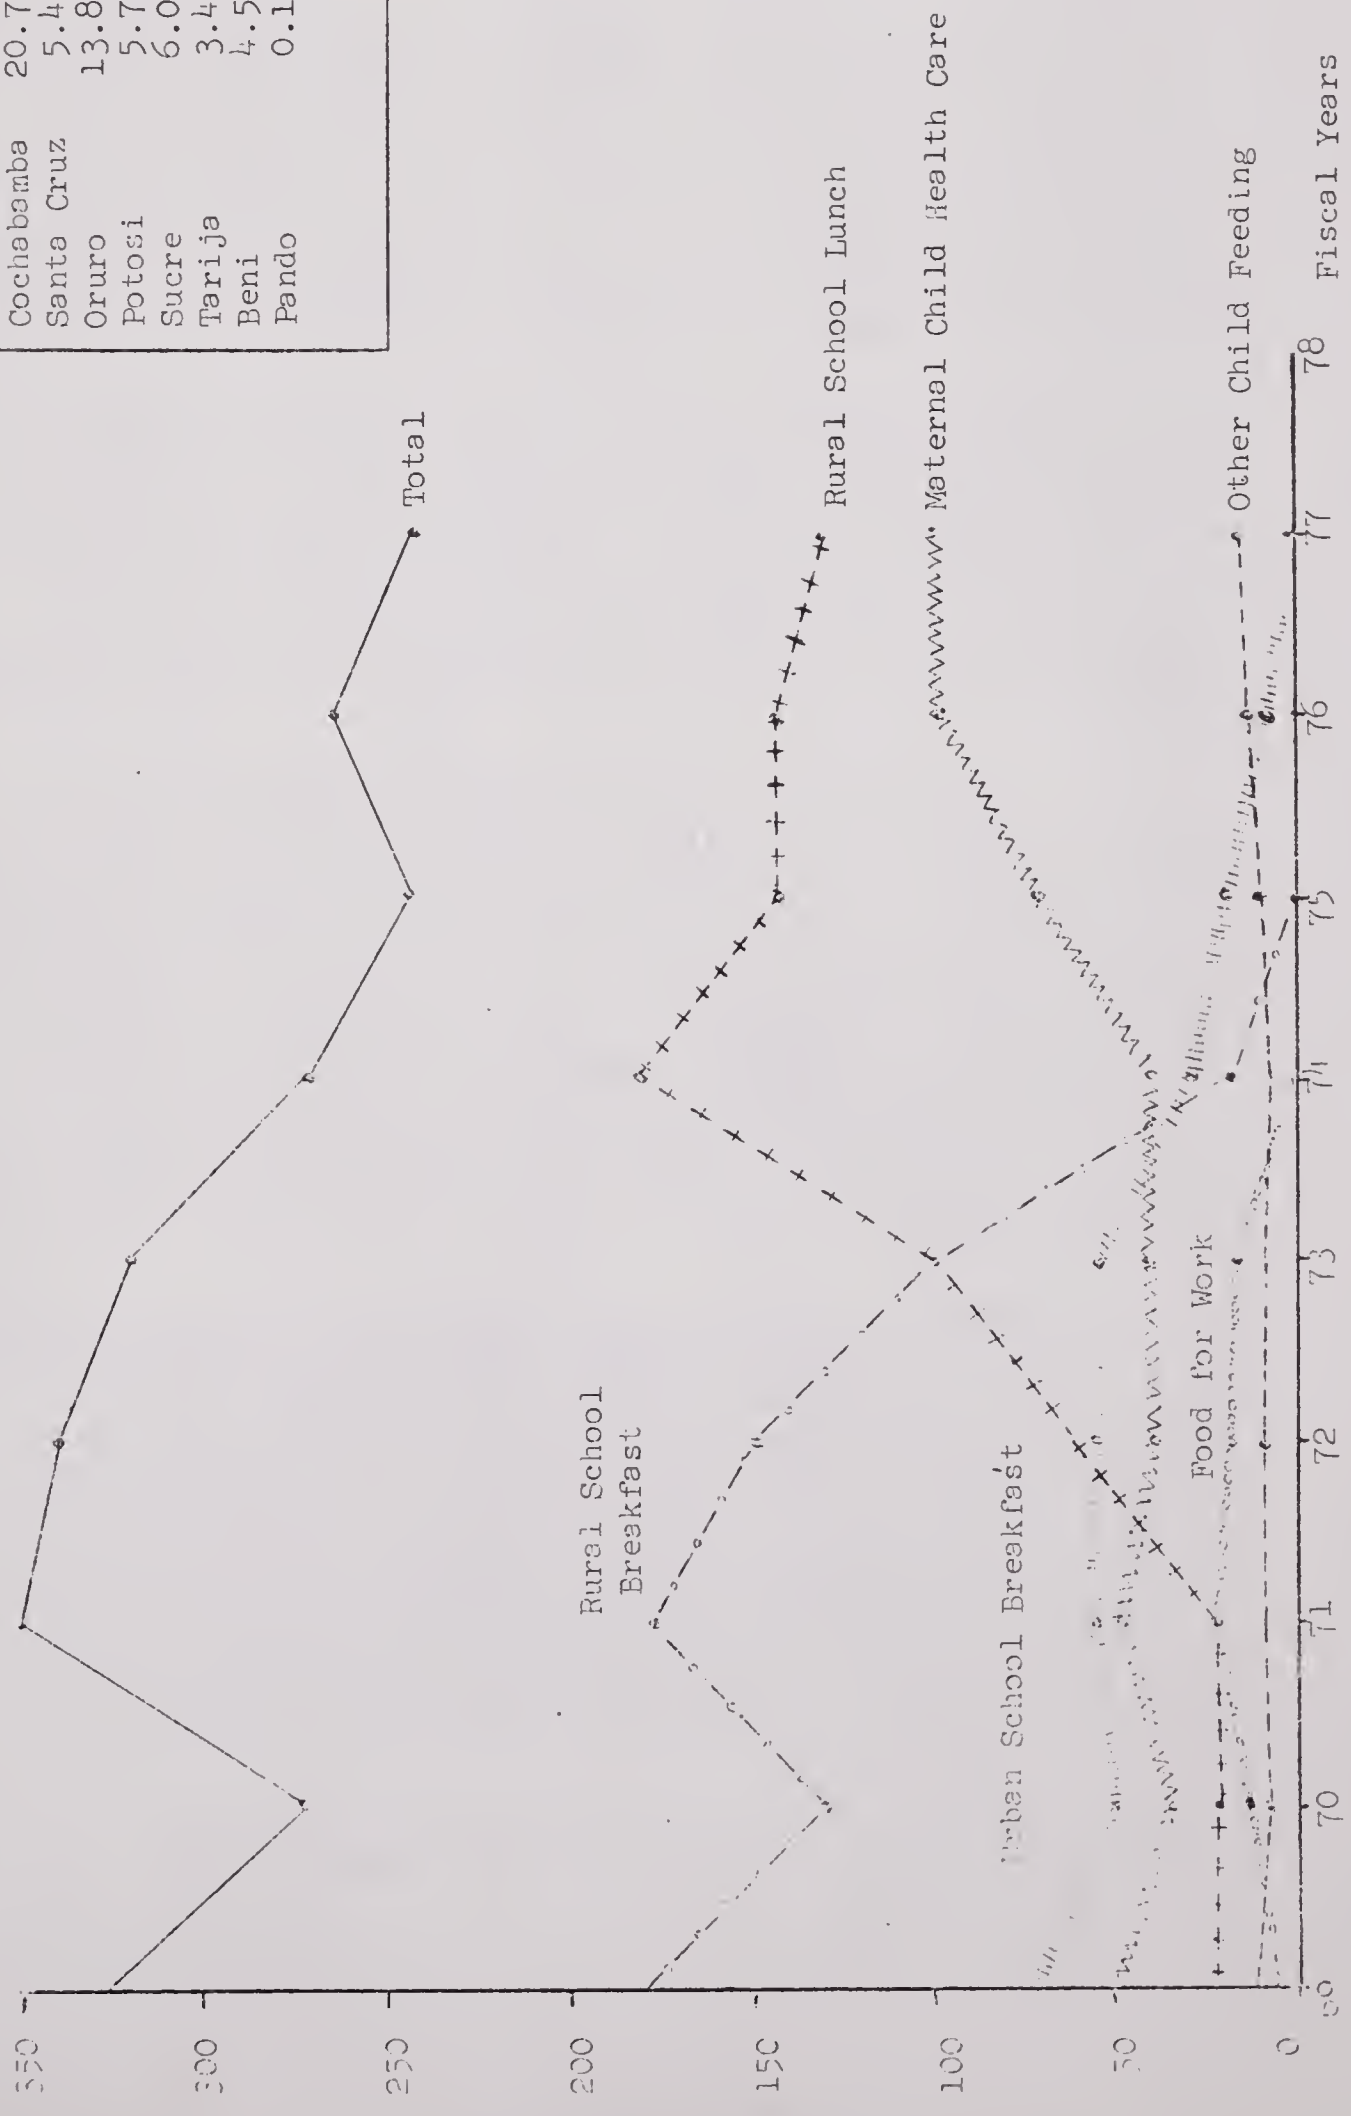 Cochabamba 20.7
Santa Cruz 5.4
Oruro 13.8
Potosi 5.7
Sucre 6.0
Tarija 3.4
Beni 4.5
Pando 0.1
350
300
250
200
150
100
50
0
Total
Rural School
Breakfast
Rural School Lunch
Maternal Child Health Care
Urban School Breakfast
Food for Work
Other Child Feeding
70
71
72
73
74
75
76
77
78
Fiscal Years